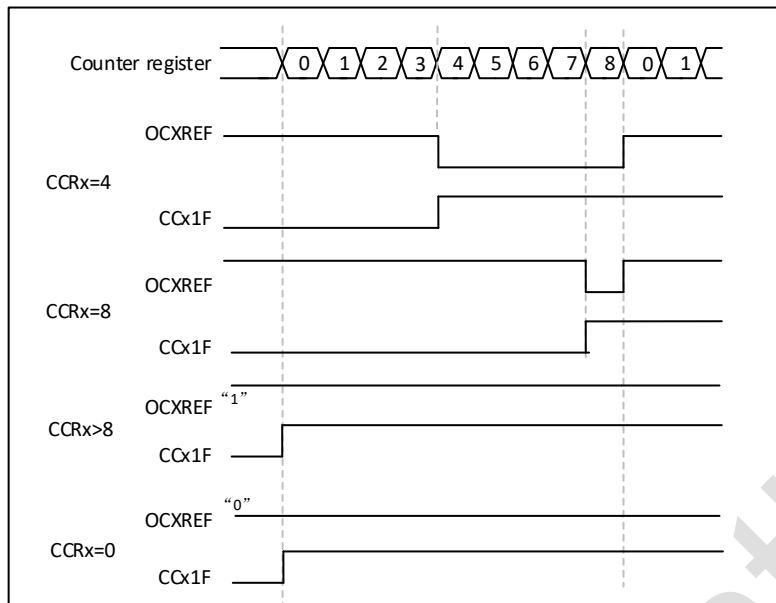 Counter register 0 1 2 3 4 5 6 7 8 0 1
OCXREF
CCRx=4
CCx1F
OCXREF
CCRx=8
CCx1F
OCXREF “1”
CCRx>8
CCx1F
OCXREF “0”
CCRx=0
CCx1F